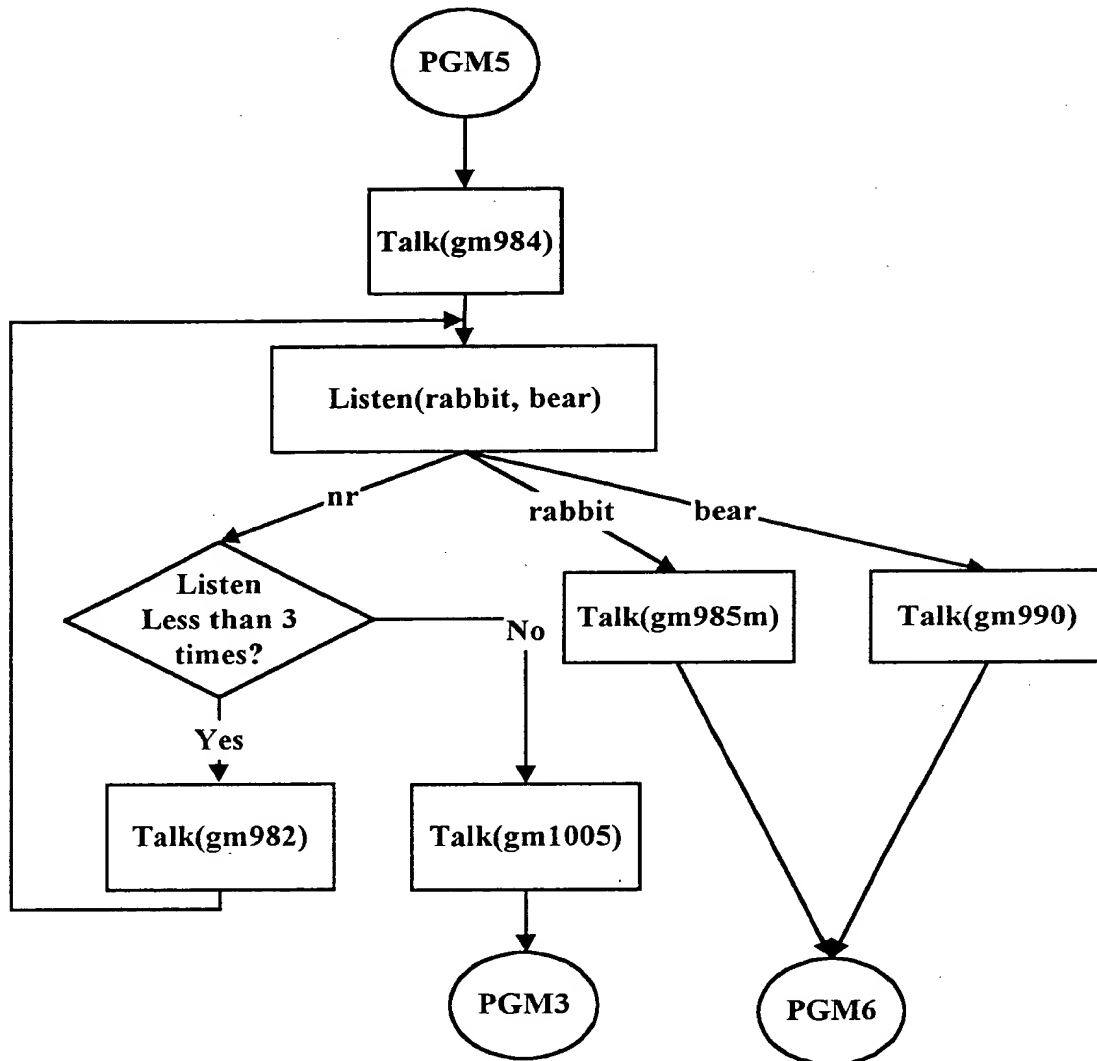 PGM5
Talk(gm984)
Listen(rabbit, bear)
nr
rabbit
bear
Listen
Less than 3
times?
No
Talk(gm985m)
Talk(gm990)
Yes
Talk(gm982)
Talk(gm1005)
PGM3
PGM6